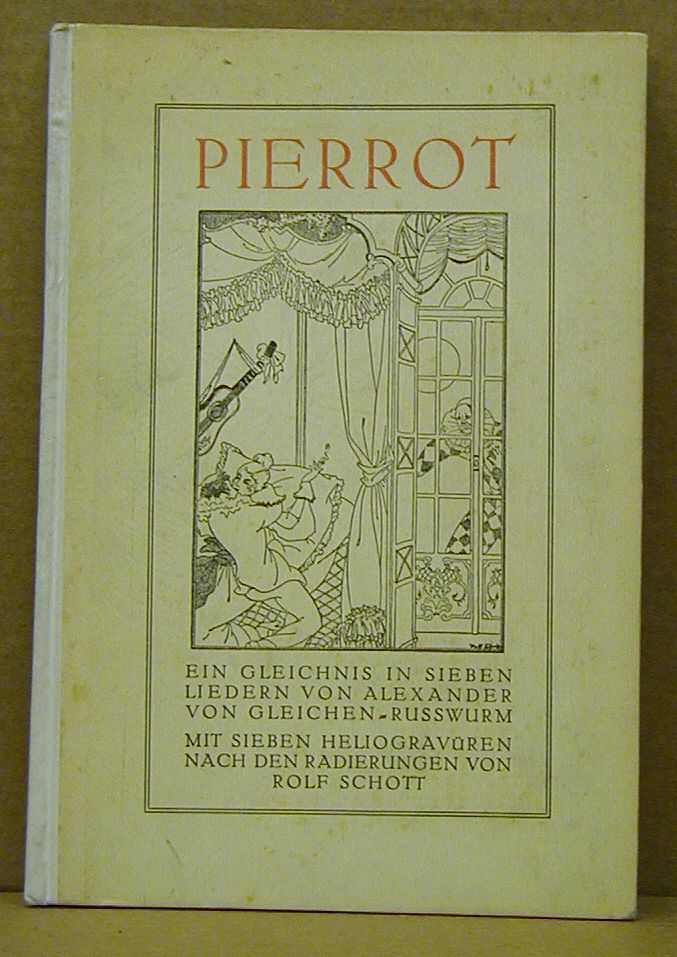 PIERROT
EIN GLEICHNIS IN SIEBEN
LIEDERN VON ALEXANDER
VON GLEICHEN-RUSSWURM
MIT SIEBEN HELIOGRAVÜREN
NACH DEN RADIERUNGEN VON
ROLF SCHOTT